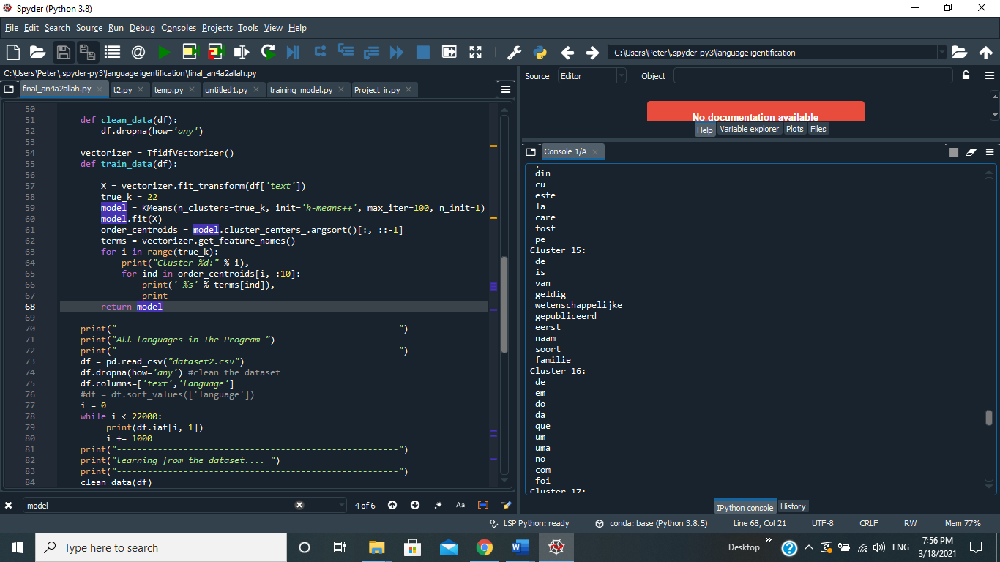 Spyder (Python 3.8)
File Edit Search Source Run Debug Consoles Projects Tools View Help
C:\Users\Peter\.spyder-py3\language igentification
C:\Users\Peter\.spyder-py3\language igentification\final_an4a2allah.py
final_an4a2allah.py t2.py temp.py untitled1.py training_model.py Project_ir.py
50
51 def clean_data(df):
52 df.dropna(how='any')
53
54 vectorizer = TfidfVectorizer()
55 def train_data(df):
56
57 X = vectorizer.fit_transform(df['text'])
58 true_k = 22
59 model = KMeans(n_clusters=true_k, init='k-means++', max_iter=100, n_init=1)
60 model.fit(X)
61 order_centroids = model.cluster_centers_.argsort()[:, ::-1]
62 terms = vectorizer.get_feature_names()
63 for i in range(true_k):
64 print("Cluster %d:" % i),
65 for ind in order_centroids[i, :10]:
66 print(' %s' % terms[ind]),
67 print
68 return model
69
70 print("-------------------------------------------------------")
71 print("All languages in The Program ")
72 print("-------------------------------------------------------")
73 df = pd.read_csv("dataset2.csv")
74 df.dropna(how='any') #clean the dataset
75 df.columns=['text','language']
76 #df = df.sort_values(['language'])
77 i = 0
78 while i < 22000:
79 print(df.iat[i, 1])
80 i += 1000
81 print("-------------------------------------------------------")
82 print("learning from the dataset.... ")
83 print("-------------------------------------------------------")
84 clean_data(df)
model 4 of 6 .* Aa
Source Editor Object
No documentation available
Help Variable explorer Plots Files
Console 1/A
din
cu
este
la
care
fost
pe
Cluster 15:
de
is
van
geldig
wetenschappelijke
gepubliceerd
eerst
naam
soort
familie
Cluster 16:
de
em
do
da
que
um
uma
no
com
foi
Cluster 17:
IPython console History
LSP Python: ready conda: base (Python 3.8.5) Line 68, Col 21 UTF-8 CRLF RW Mem 77%
Type here to search
Desktop ENG
7:56 PM
3/18/2021